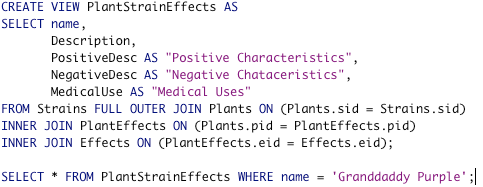 CREATE VIEW PlantStrainEffects AS
SELECT name,
Description,
PositiveDesc AS "Positive Characteristics",
NegativeDesc AS "Negative Chataceristics",
MedicalUse AS "Medical Uses"
FROM Strains FULL OUTER JOIN Plants ON (Plants.sid = Strains.sid)
INNER JOIN PlantEffects ON (Plants.pid = PlantEffects.pid)
INNER JOIN Effects ON (PlantEffects.eid = Effects.eid);
SELECT * FROM PlantStrainEffects WHERE name = 'Granddaddy Purple';